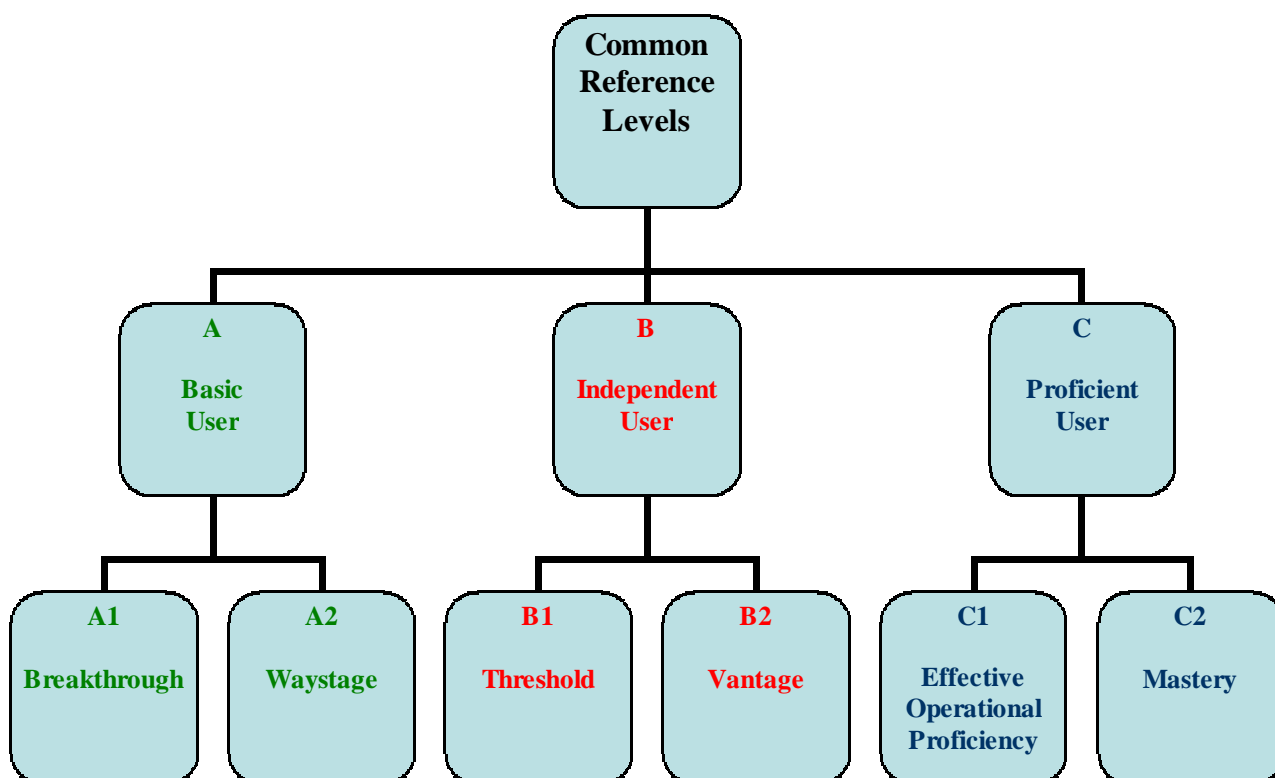 Common
Reference
Levels
A
Basic
User
B
Independent
User
C
Proficient
User
A1
Breakthrough
A2
Waystage
B1
Threshold
B2
Vantage
C1
Effective
Operational
Proficiency
C2
Mastery